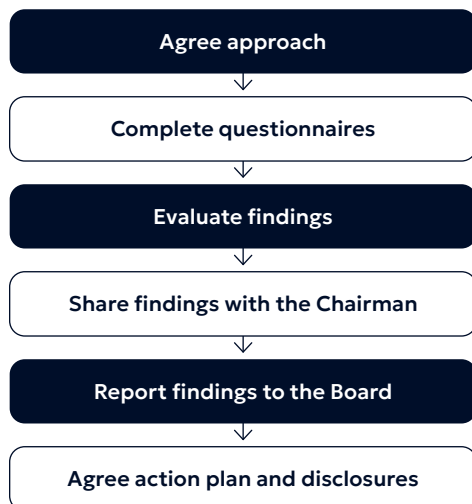 Agree approach
Complete questionnaires
Evaluate findings
Share findings with the Chairman
Report findings to the Board
Agree action plan and disclosures